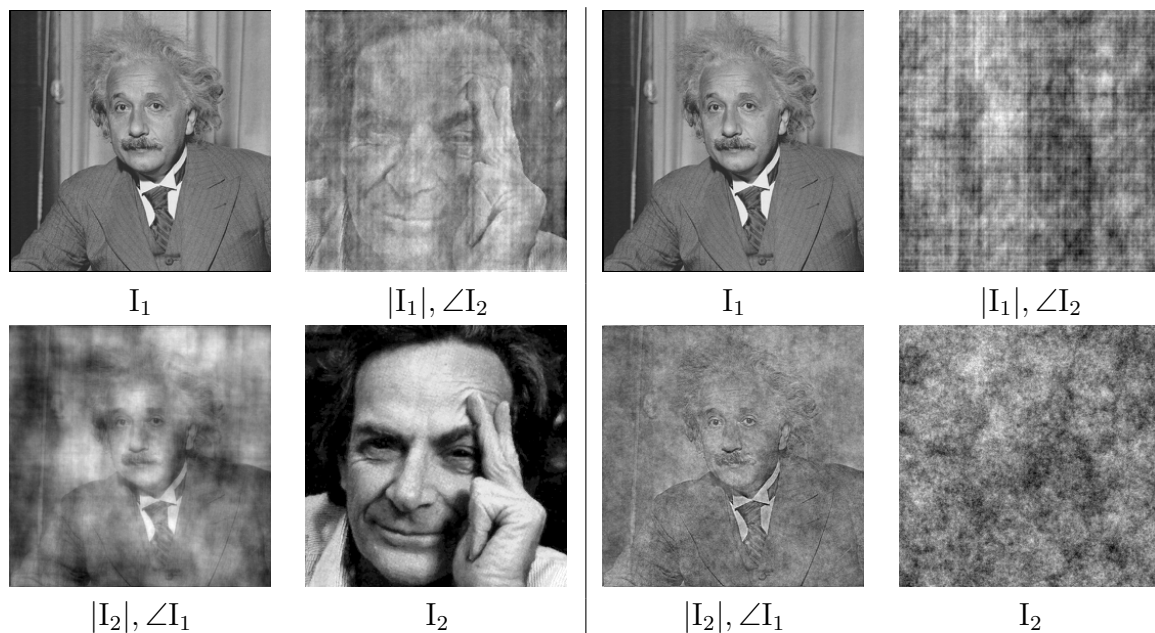 I₁ |I₁|, ∠I₂ I₁ |I₁|, ∠I₂
|I₂|, ∠I₁ I₂ |I₂|, ∠I₁ I₂